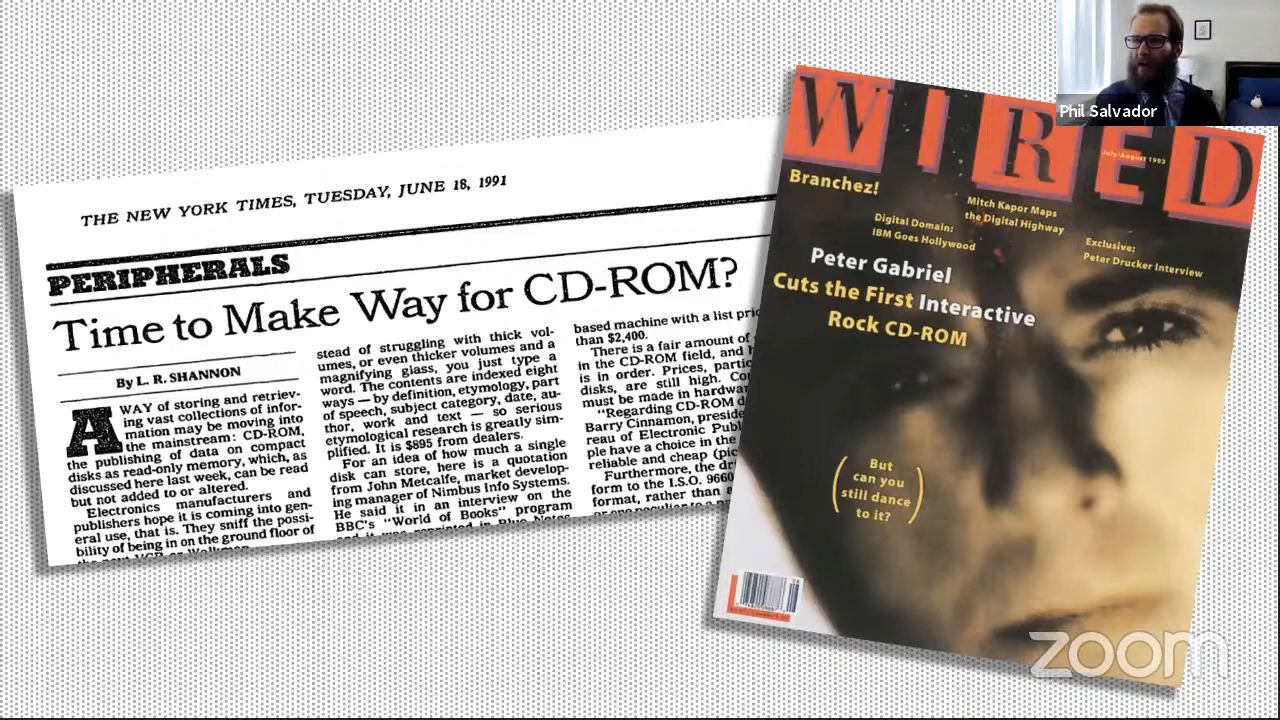 Phil Salvador
THE NEW YORK TIMES, TUESDAY, JUNE 18, 1991
PERIPHERALS
Time to Make Way for CD-ROM?
By L. R. SHANNON
A WAY of storing and retriev-
ing vast collections of infor-
mation may be moving into
the mainstream: CD-ROM,
the publishing of data on compact
disks as read-only memory, which, as
discussed here last week, can be read
but not added to or altered.
Electronics manufacturers and
publishers hope it is coming into gen-
eral use, that is. They sniff the possi-
bility of being in on the ground floor of
stead of struggling with thick vol-
umes, or even thicker volumes and a
magnifying glass, you just type a
word. The contents are indexed eight
ways — by definition, etymology, part
of speech, subject category, date, au-
thor, work and text — so serious
etymological research is greatly sim-
plified. It is $895 from dealers.
For an idea of how much a single
disk can store, here is a quotation
from John Metcalfe, market develop-
ing manager of Nimbus Info Systems.
He said it in an interview on the
BBC's "World of Books" program
based machine with a list
than $2,400.
There is a fair amount of
in the CD-ROM field, and
is in order. Prices,
disks, are still high.
must be made in
"Regarding CD-ROM
Barry Cinnamon,
reau of Electronic
ple have a choice in the
reliable and cheap
Furthermore, the
form to the I.S.O. 9660
format, rather than
WIRED
July/August 1993
Branchez!
Mitch Kapor Maps
the Digital Highway
Digital Domain:
IBM Goes Hollywood
Exclusive:
Peter Drucker Interview
Peter Gabriel
Cuts the First Interactive
Rock CD-ROM
(But
can you
still dance
to it?)
zoom